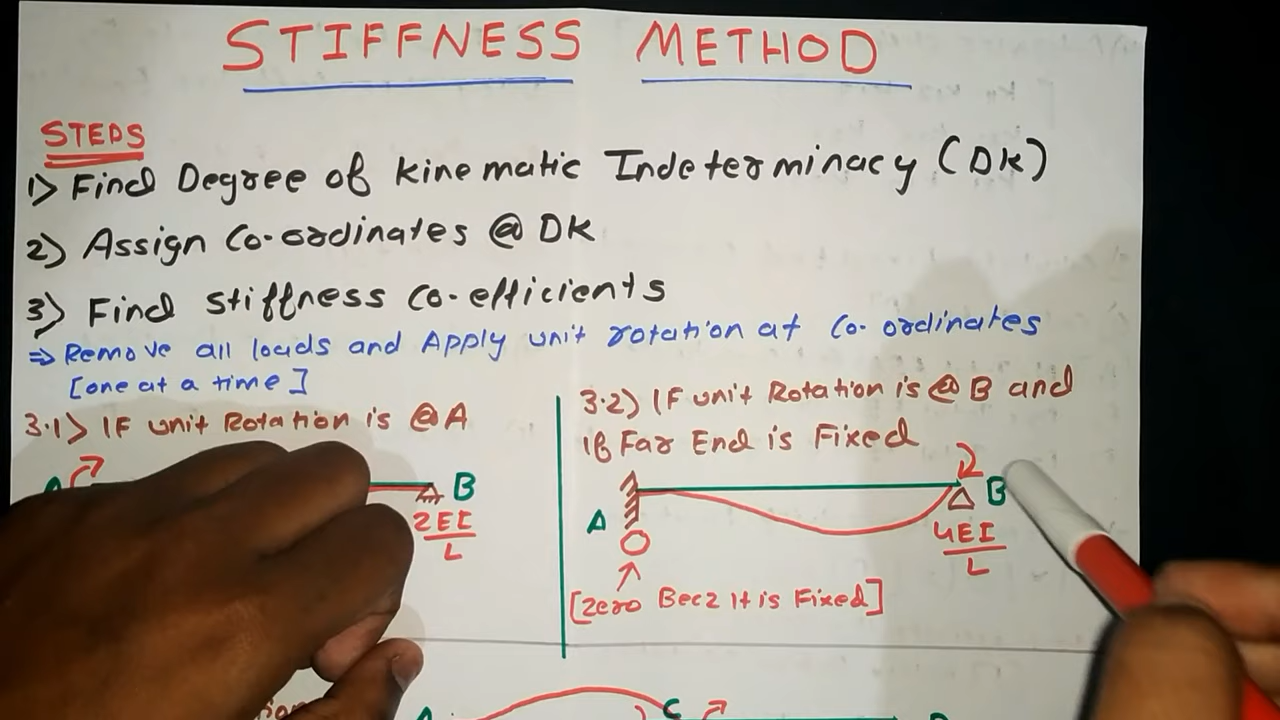 STIFFNESS METHOD
STEPS
1) Find Degree of kinematic Indeterminacy (DK)
2) Assign Co-ordinates @ DK
3) Find stiffness co-efficients
⇒ Remove all loads and Apply unit rotation at Co-ordinates
[one at a time]
3.1) IF unit Rotation is @ A
B
2EI
L
3.2) IF unit Rotation is @ B and
If Far End is Fixed
A
B
4EI
L
[Zero Becz It is Fixed]
C